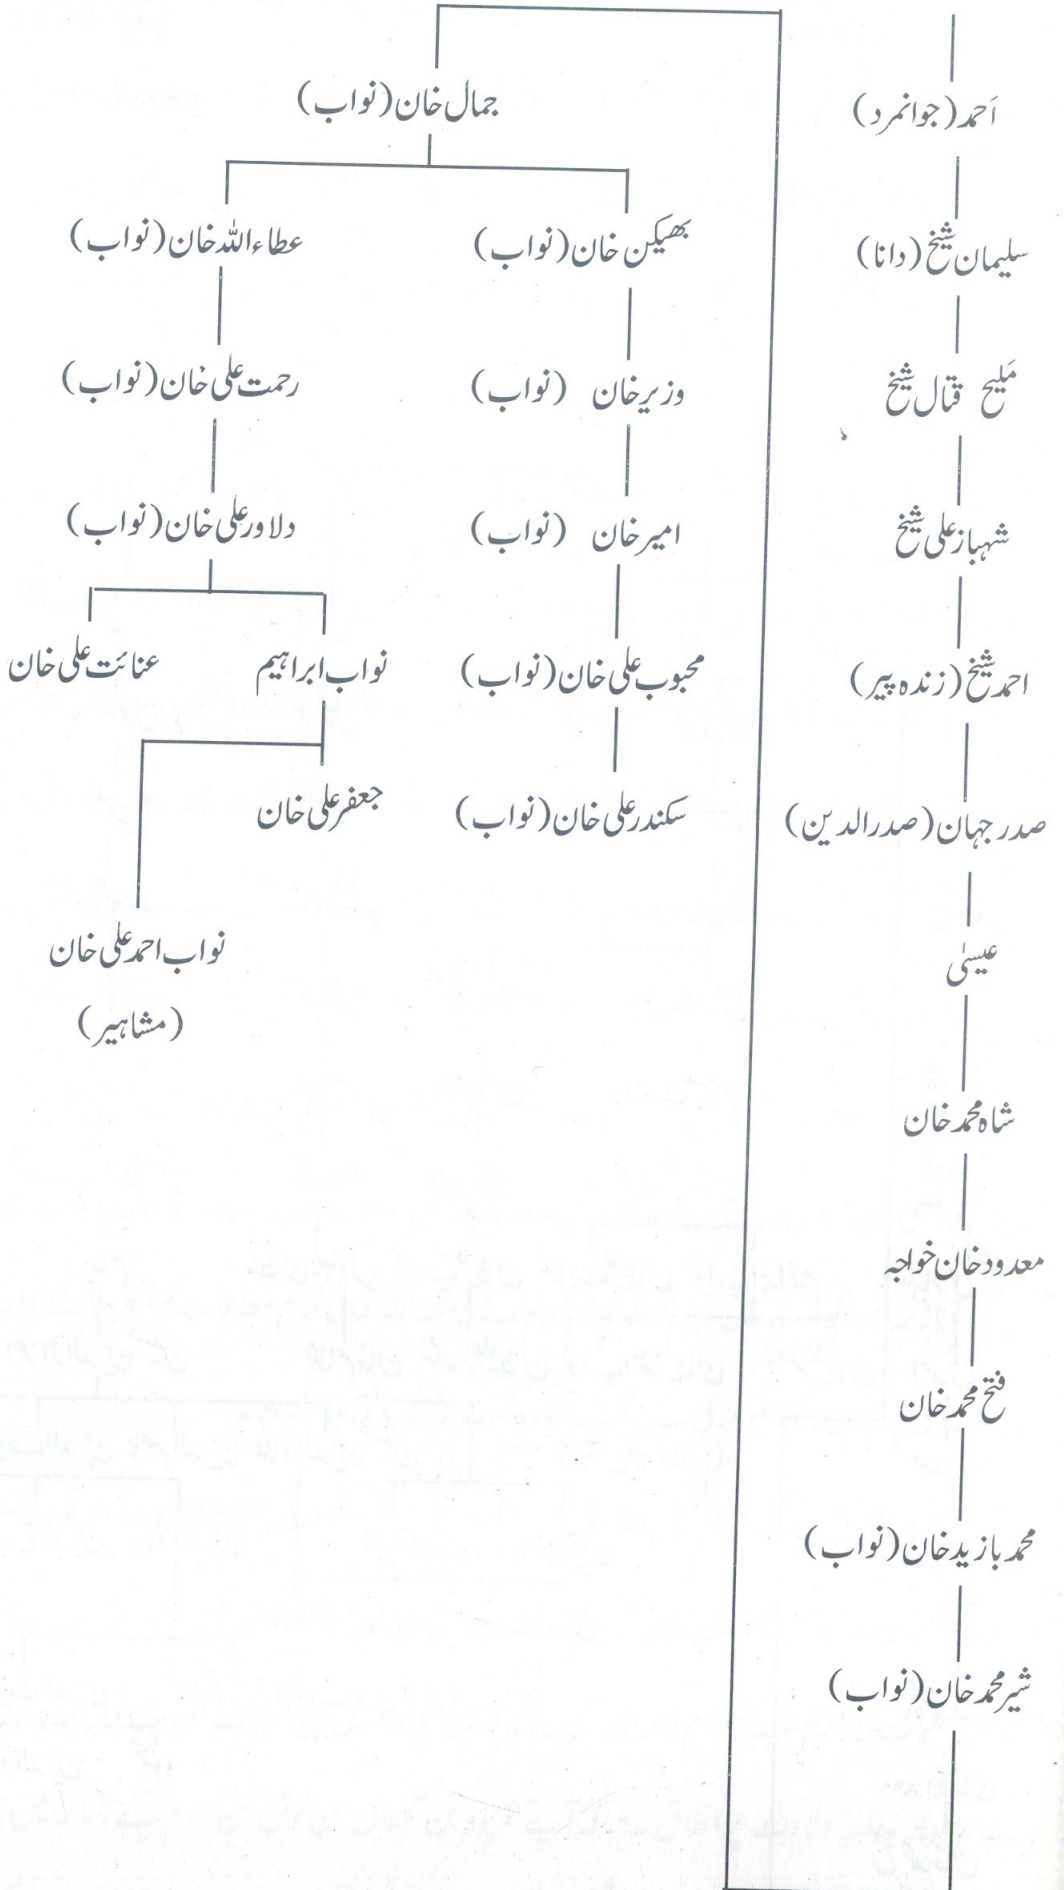 اَحمد (جوانمرد)
سلیمان شیخ (دانا)
مَلیح قتال شیخ
شہباز علی شیخ
احمد شیخ (زندہ پیر)
صدر جہان (صدرالدین)
عیسیٰ
شاہ محمد خان
معدود خان خواجہ
فتح محمد خان
محمد بازید خان (نواب)
شیر محمد خان (نواب)
جمال خان (نواب)
بھیکن خان (نواب)
عطاءاللہ خان (نواب)
وزیر خان (نواب)
رحمت علی خان (نواب)
امیر خان (نواب)
دلاور علی خان (نواب)
محبوب علی خان (نواب)
نواب ابراہیم
عنائت علی خان
سکندر علی خان (نواب)
جعفر علی خان
نواب احمد علی خان
(مشاہیر)